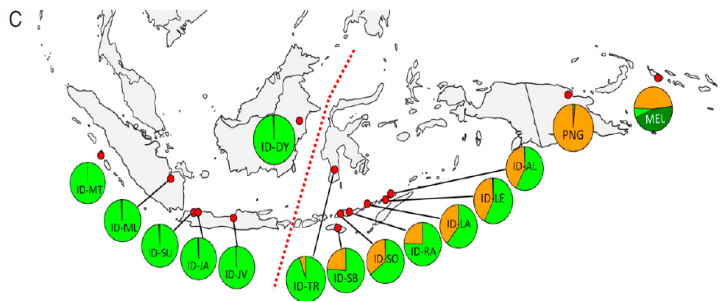 C
ID-MT
ID-ML
ID-SU
ID-JA
ID-JV
ID-DY
ID-TR
ID-SB
ID-SO
ID-RA
ID-LA
ID-LE
ID-AL
PNG
MEL